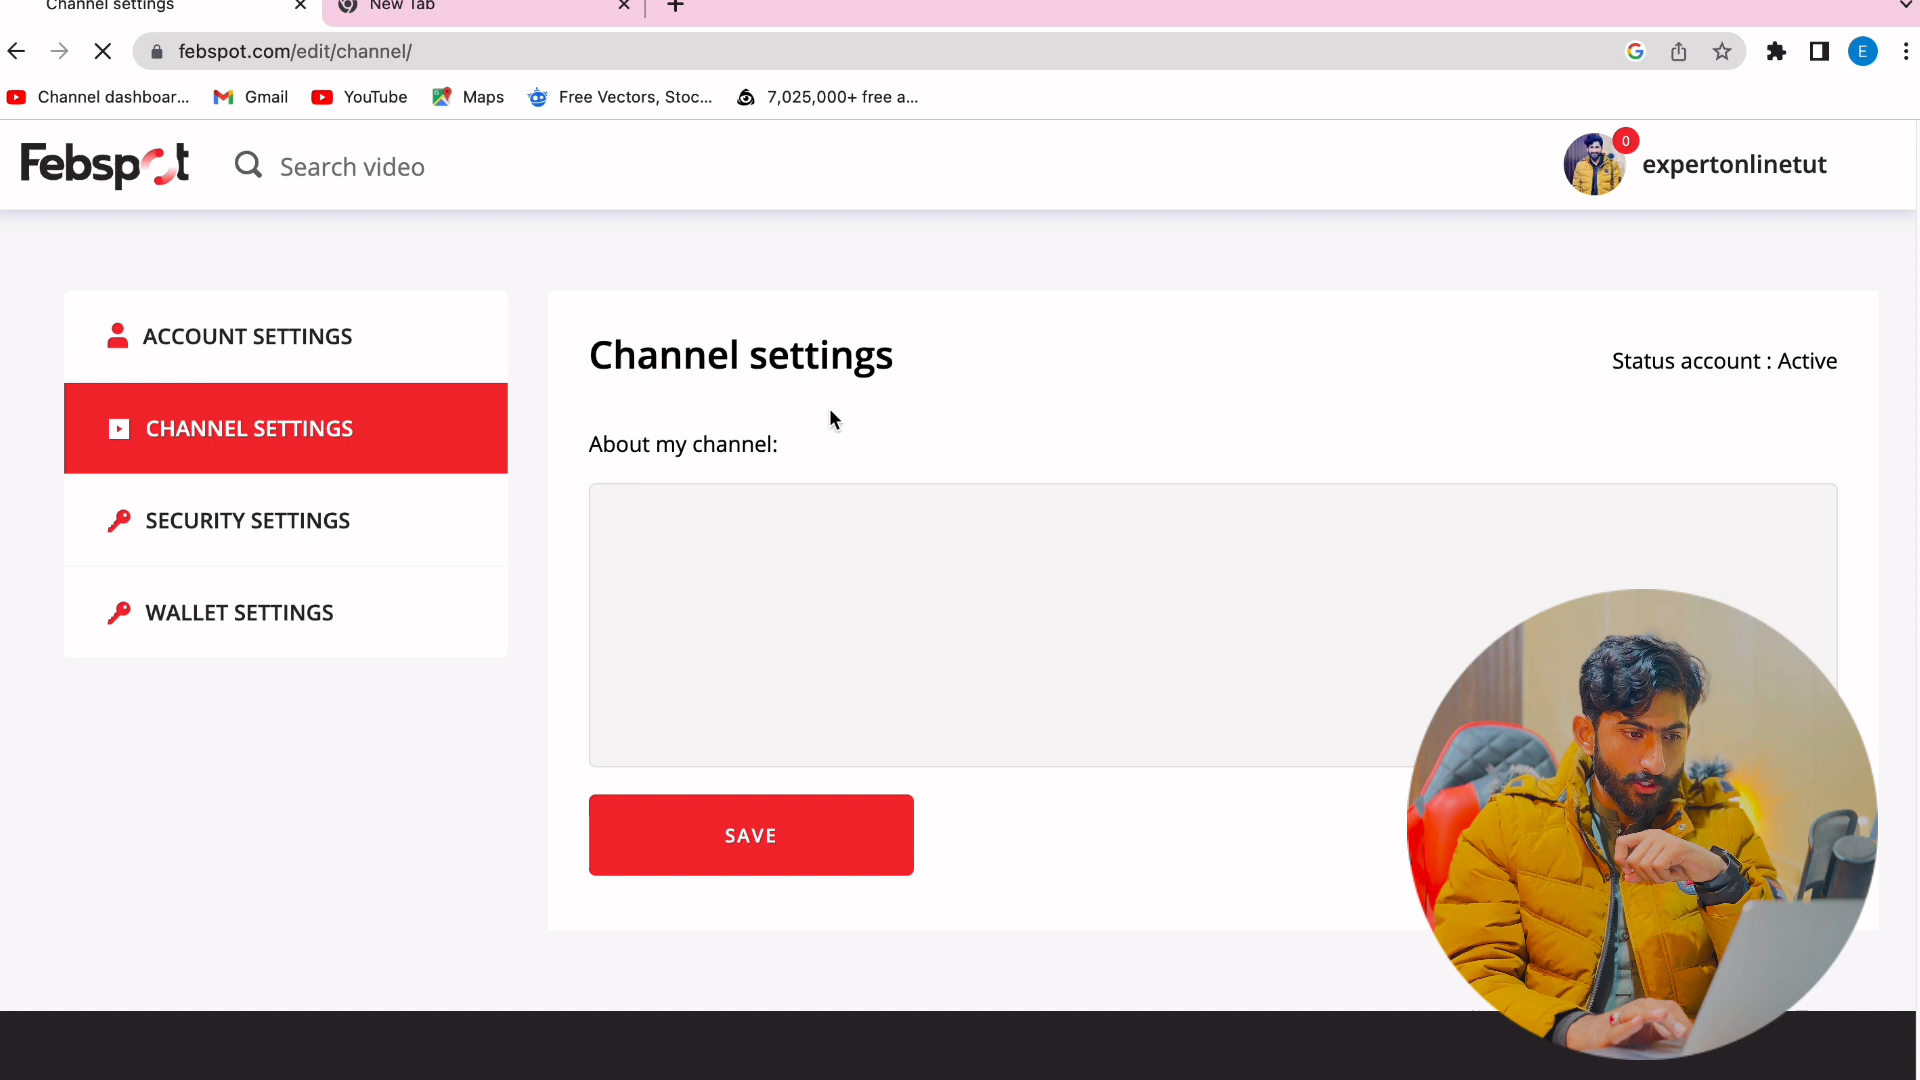 Channel settings
New Tab
febspot.com/edit/channel/
E
Channel dashboar...
Gmail
YouTube
Maps
Free Vectors, Stoc...
7,025,000+ free a...
Febspot
Search video
0
expertonlinetut
ACCOUNT SETTINGS
CHANNEL SETTINGS
SECURITY SETTINGS
WALLET SETTINGS
Channel settings
Status account : Active
About my channel:
SAVE